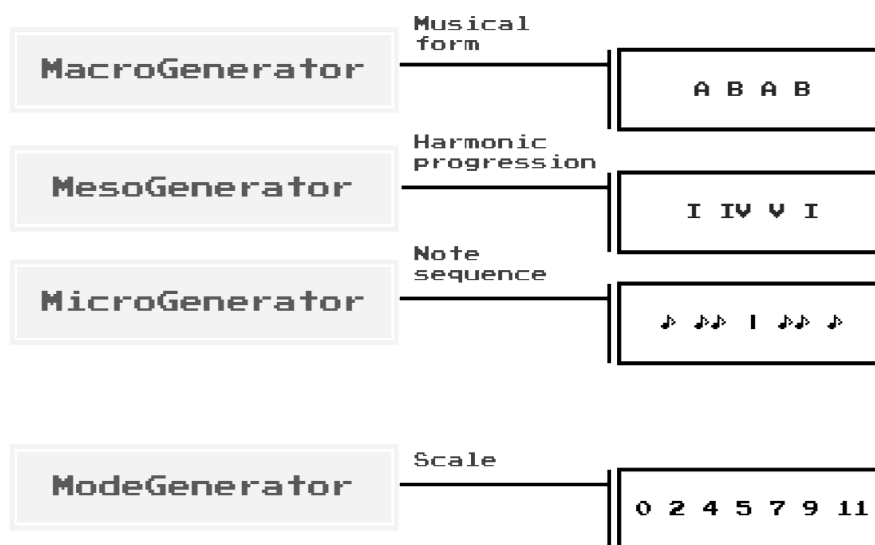 MacroGenerator
Musical
form
A B A B
MesoGenerator
Harmonic
progression
I IV V I
MicroGenerator
Note
sequence
♪ ♪♪ | ♪♪ ♪
ModeGenerator
Scale
0 2 4 5 7 9 11